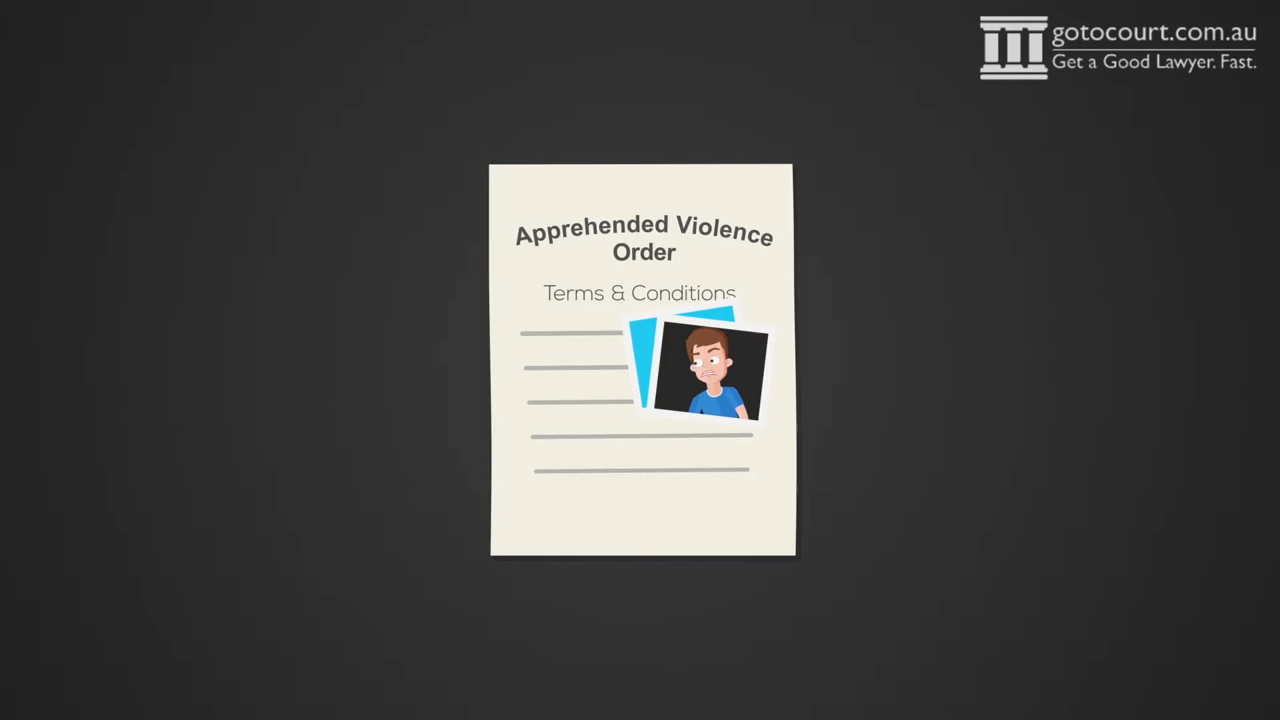 gotocourt.com.au
Get a Good Lawyer. Fast.
Apprehended Violence
Order
Terms & Conditions